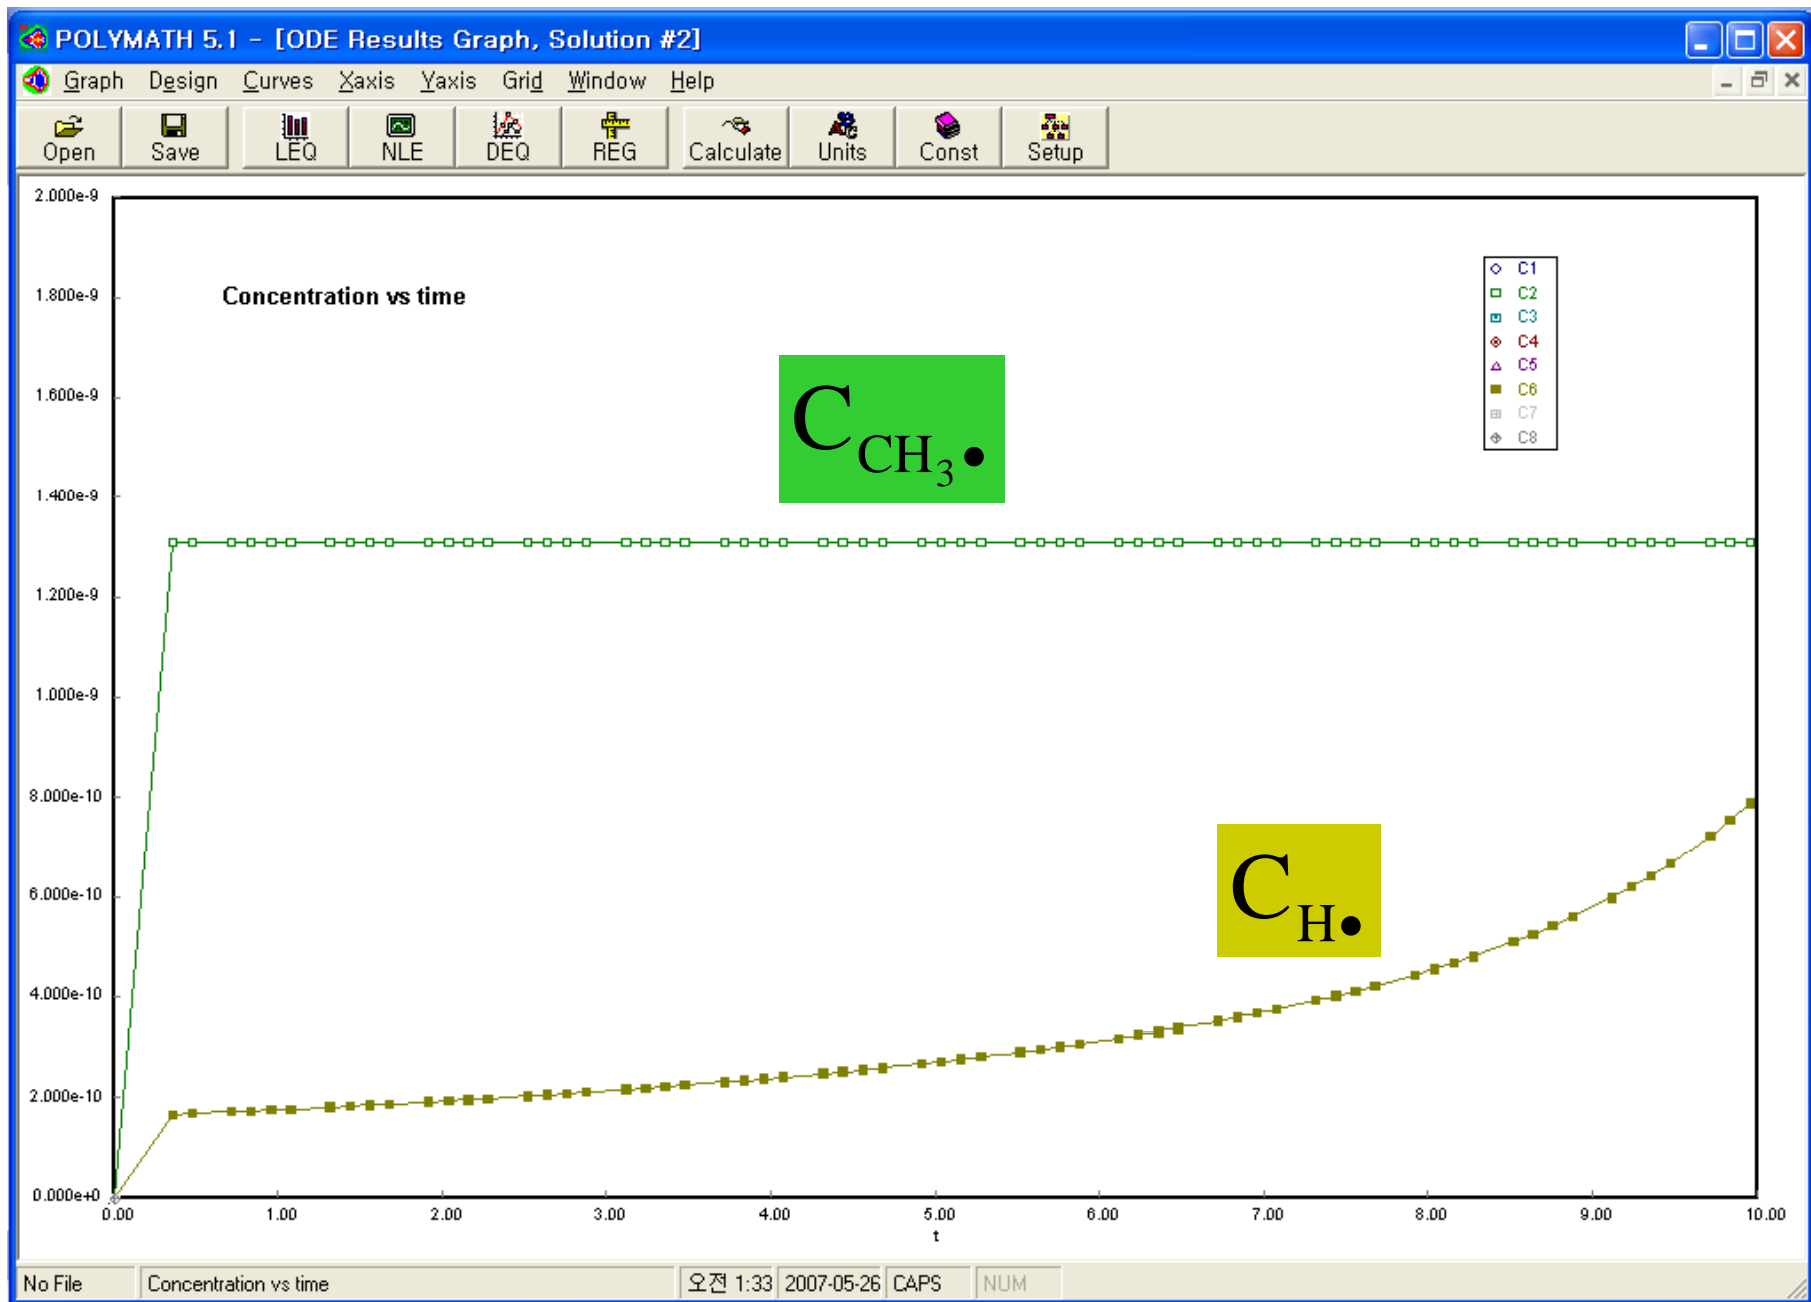 POLYMATH 5.1 - [ODE Results Graph, Solution #2]
Graph Design Curves Xaxis Yaxis Grid Window Help
Open Save LEQ NLE DEQ REG Calculate Units Const Setup
2.000e-9
1.800e-9
1.600e-9
1.400e-9
1.200e-9
1.000e-9
8.000e-10
6.000e-10
4.000e-10
2.000e-10
0.000e+0
Concentration vs time
C1
C2
C3
C4
C5
C6
C7
C8
C CH₃•
C H•
0.00 1.00 2.00 3.00 4.00 5.00 6.00 7.00 8.00 9.00 10.00
t
No File Concentration vs time 오전 1:33 2007-05-26 CAPS NUM